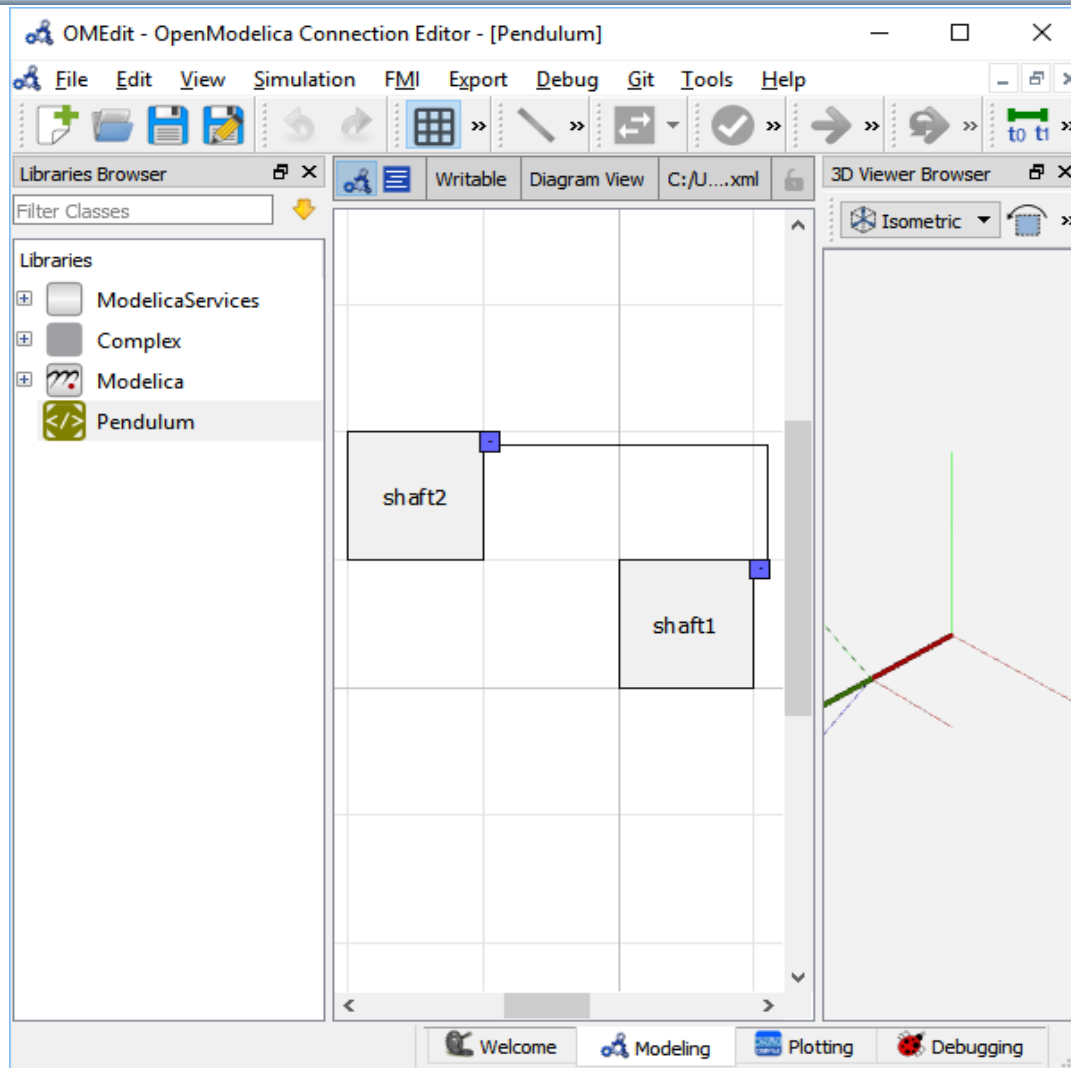 OMEdit - OpenModelica Connection Editor - [Pendulum]
File Edit View Simulation FMI Export Debug Git Tools Help
t0 t1
Libraries Browser
Writable
Diagram View
C:/U....xml
3D Viewer Browser
Filter Classes
Isometric
Libraries
ModelicaServices
Complex
Modelica
</> Pendulum
shaft2
shaft1
Welcome
Modeling
Plotting
Debugging